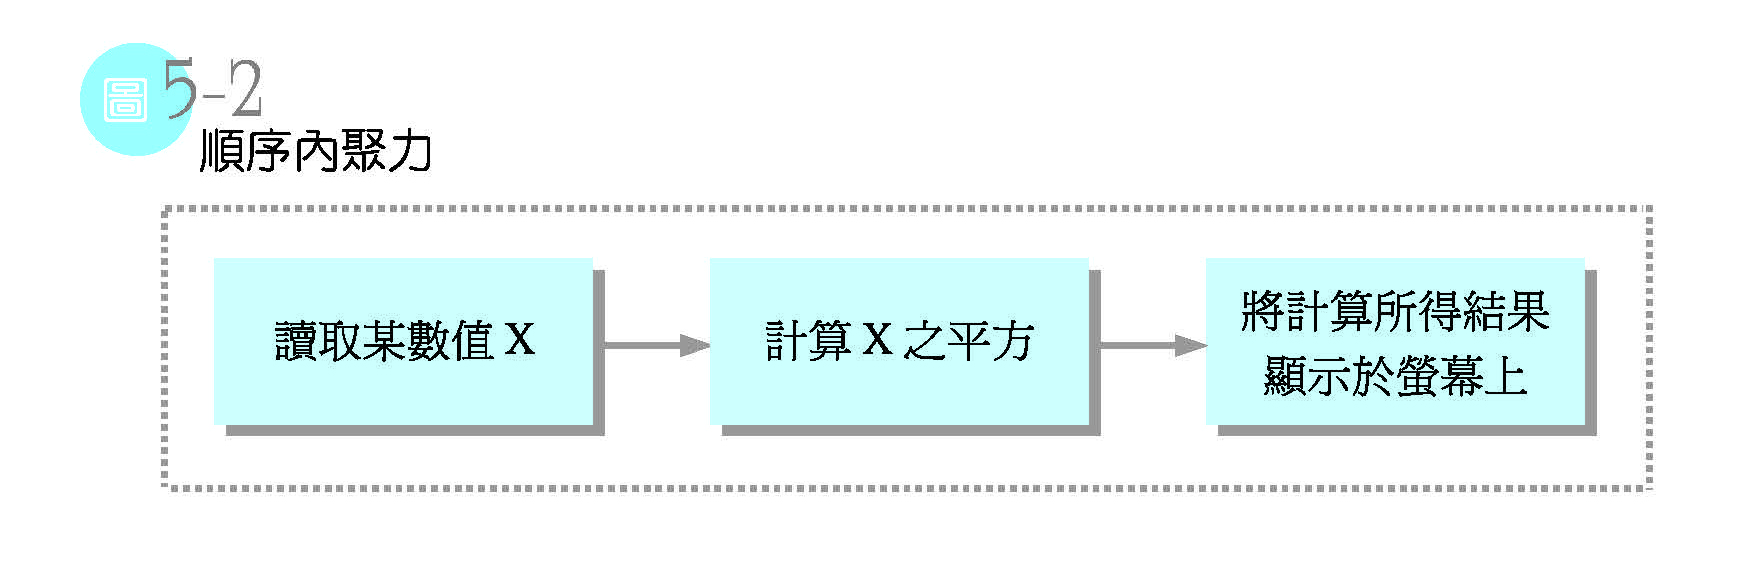 圖 5-2
順序內聚力
讀取某數值 X
計算 X 之平方
將計算所得結果
顯示於螢幕上